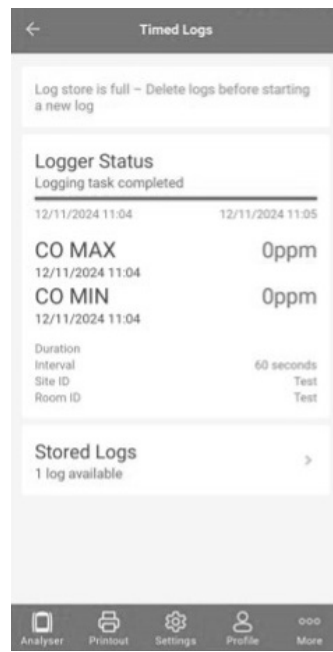 Timed Logs
Log store is full – Delete logs before starting
a new log
Logger Status
Logging task completed
12/11/2024 11:04 12/11/2024 11:05
CO MAX 0ppm
12/11/2024 11:04
CO MIN 0ppm
12/11/2024 11:04
Duration
Interval 60 seconds
Site ID Test
Room ID Test
Stored Logs
1 log available
Analyser Printout Settings Profile More